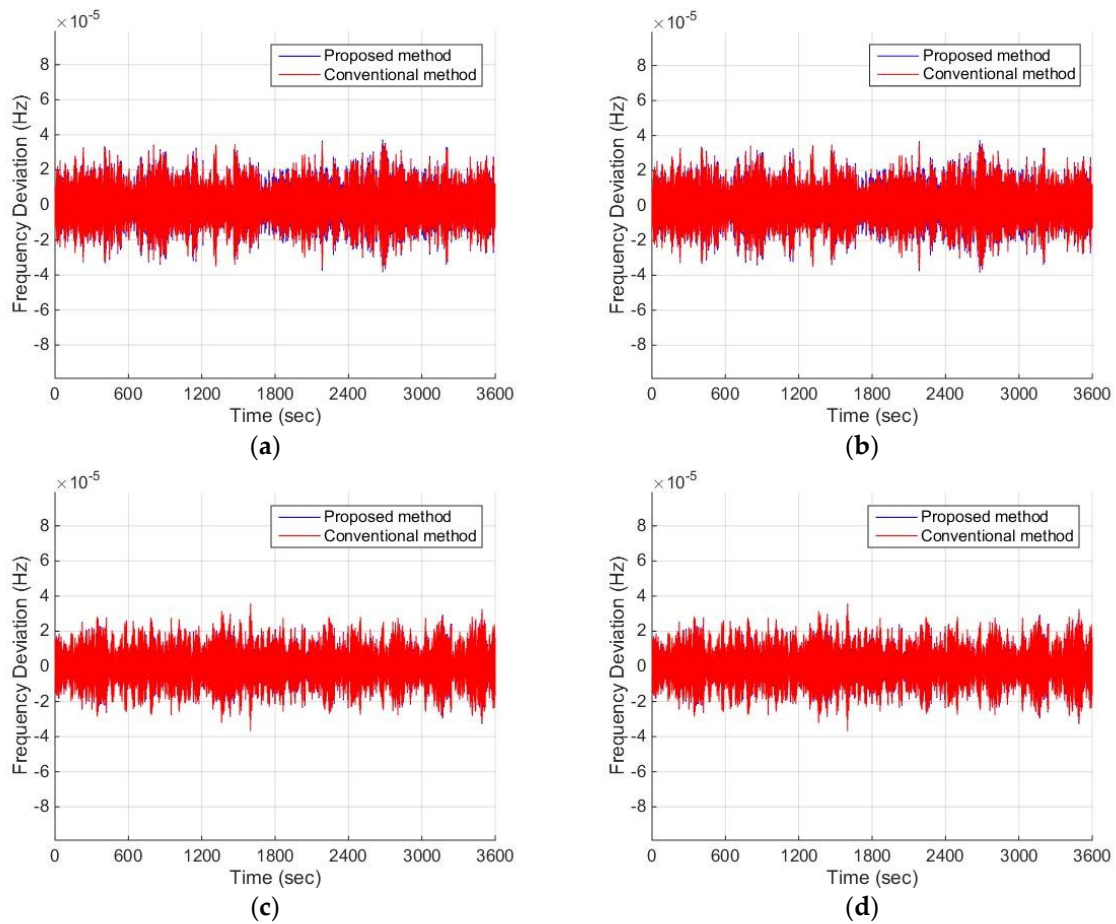 × 10-5
Frequency Deviation (Hz)
8
6
4
2
0
-2
-4
-6
-8
Proposed method
Conventional method
0 600 1200 1800 2400 3000 3600
Time (sec)
(a)
× 10-5
Frequency Deviation (Hz)
8
6
4
2
0
-2
-4
-6
-8
Proposed method
Conventional method
0 600 1200 1800 2400 3000 3600
Time (sec)
(b)
× 10-5
Frequency Deviation (Hz)
8
6
4
2
0
-2
-4
-6
-8
Proposed method
Conventional method
0 600 1200 1800 2400 3000 3600
Time (sec)
(c)
× 10-5
Frequency Deviation (Hz)
8
6
4
2
0
-2
-4
-6
-8
Proposed method
Conventional method
0 600 1200 1800 2400 3000 3600
Time (sec)
(d)